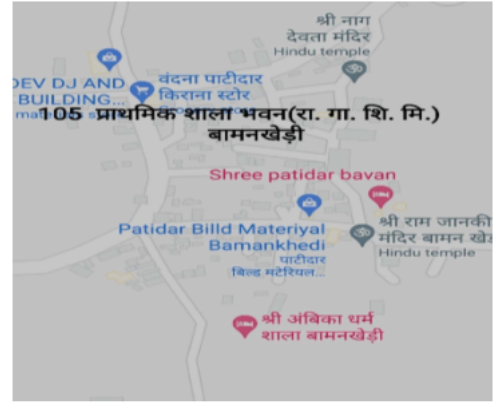 श्री नाग
देवता मंदिर
Hindu temple
DEV DJ AND
BUILDING...
वंदना पाटीदार
किराना स्टोर
105 प्राथमिक शाला भवन(रा. गा. शि. मि.)
बामनखेड़ी
Shree patidar bavan
Patidar Billd Materiyal
Bamankhedi
पाटीदार
बिल्ड मटेरियल...
श्री राम जानकी
मंदिर बामन खे
Hindu temple
श्री अंबिका धर्म
शाला बामनखेड़ी